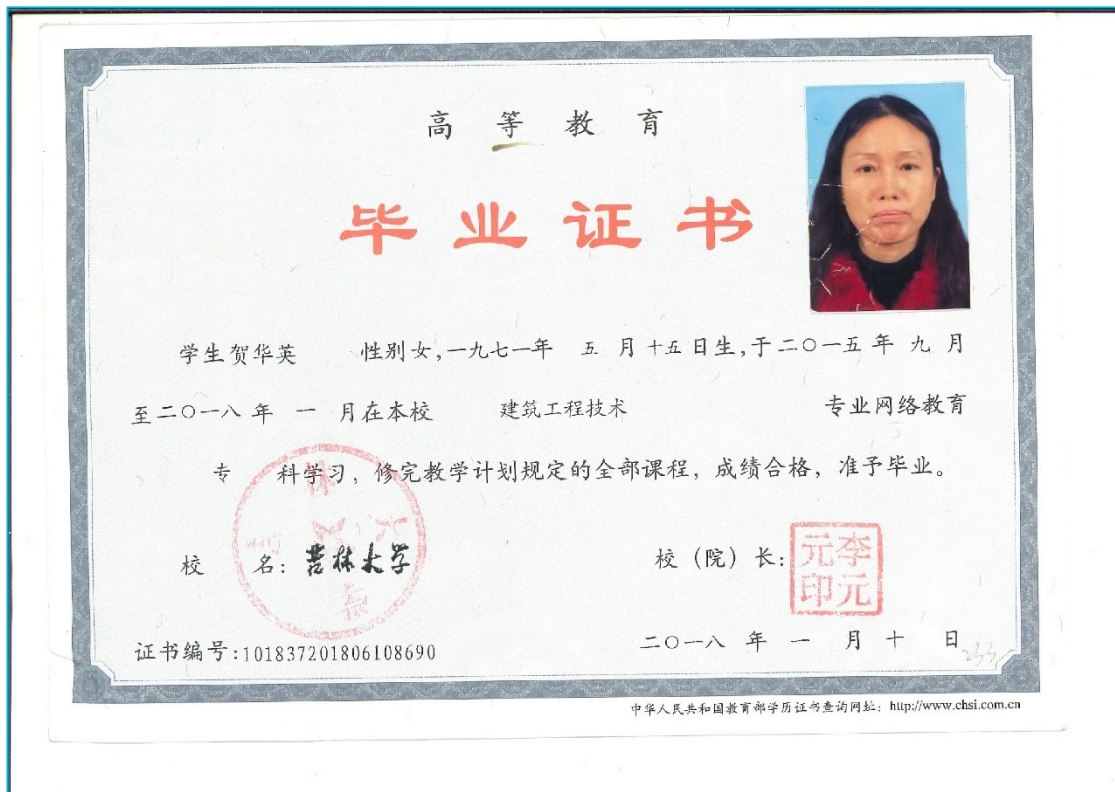 高等教育
毕业证书
学生贺华英 性别女,一九七一年 五 月十五日生,于二〇一五年 九 月
至二〇一八年 一 月在本校 建筑工程技术 专业网络教育
专 科学习，修完教学计划规定的全部课程，成绩合格，准予毕业。
校 名：吉林大学
校（院）长：
李元元印
证书编号:101837201806108690
二〇一八 年 一 月 十 日
233
中华人民共和国教育部学历证书查询网址：http://www.chsi.com.cn